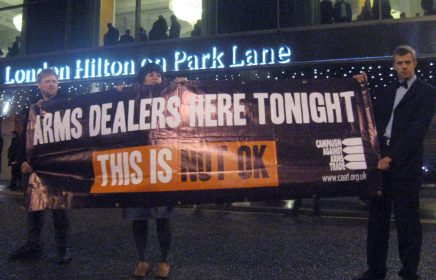 London Hilton on Park Lane
ARMS DEALERS HERE TONIGHT
THIS IS NOT OK
CAMPAIGN
AGAINST
ARMS
TRADE
www.caat.org.uk